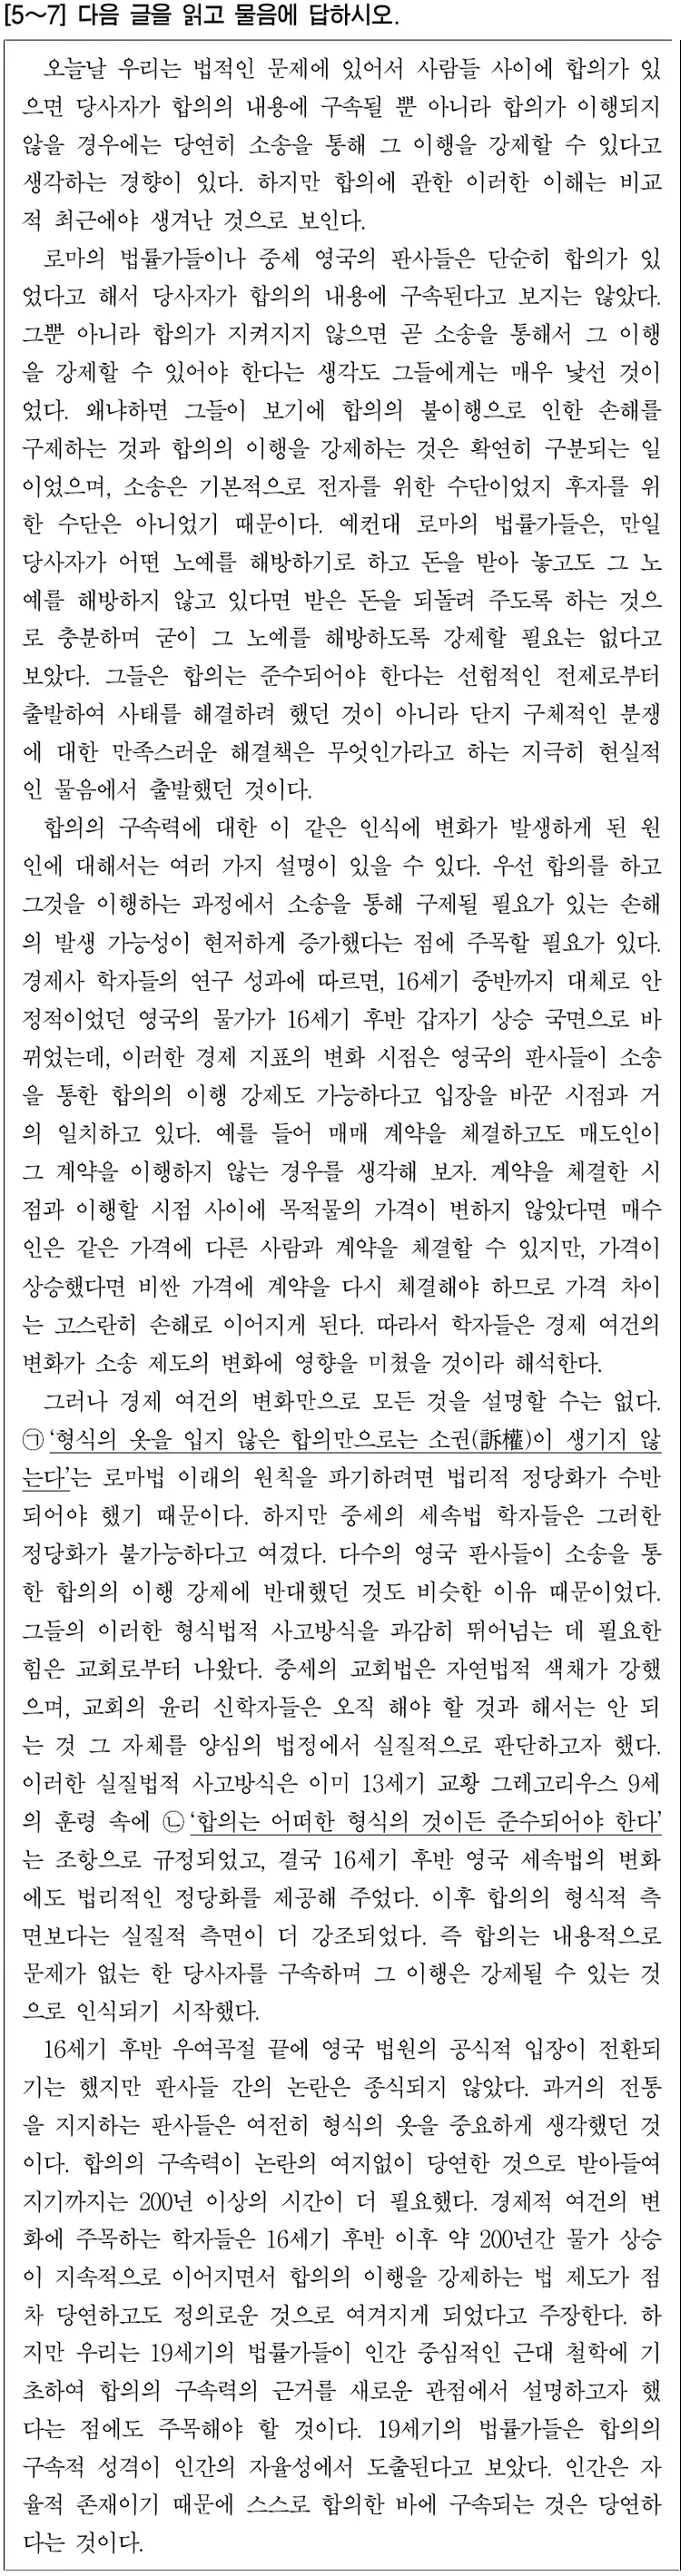 [5~7] 다음 글을 읽고 물음에 답하시오.
오늘날 우리는 법적인 문제에 있어서 사람들 사이에 합의가 있
으면 당사자가 합의의 내용에 구속될 뿐 아니라 합의가 이행되지
않을 경우에는 당연히 소송을 통해 그 이행을 강제할 수 있다고
생각하는 경향이 있다. 하지만 합의에 관한 이러한 이해는 비교
적 최근에야 생겨난 것으로 보인다.
로마의 법률가들이나 중세 영국의 판사들은 단순히 합의가 있
었다고 해서 당사자가 합의의 내용에 구속된다고 보지는 않았다.
그뿐 아니라 합의가 지켜지지 않으면 곧 소송을 통해서 그 이행
을 강제할 수 있어야 한다는 생각도 그들에게는 매우 낯선 것이
었다. 왜냐하면 그들이 보기에 합의의 불이행으로 인한 손해를
구제하는 것과 합의의 이행을 강제하는 것은 확연히 구분되는 일
이었으며, 소송은 기본적으로 전자를 위한 수단이었지 후자를 위
한 수단은 아니었기 때문이다. 예컨대 로마의 법률가들은, 만일
당사자가 어떤 노예를 해방하기로 하고 돈을 받아 놓고도 그 노
예를 해방하지 않고 있다면 받은 돈을 되돌려 주도록 하는 것으
로 충분하며 굳이 그 노예를 해방하도록 강제할 필요는 없다고
보았다. 그들은 합의는 준수되어야 한다는 선험적인 전제로부터
출발하여 사태를 해결하려 했던 것이 아니라 단지 구체적인 분쟁
에 대한 만족스러운 해결책은 무엇인가라고 하는 지극히 현실적
인 물음에서 출발했던 것이다.
합의의 구속력에 대한 이 같은 인식에 변화가 발생하게 된 원
인에 대해서는 여러 가지 설명이 있을 수 있다. 우선 합의를 하고
그것을 이행하는 과정에서 소송을 통해 구제될 필요가 있는 손해
의 발생 가능성이 현저하게 증가했다는 점에 주목할 필요가 있다.
경제사 학자들의 연구 성과에 따르면, 16세기 중반까지 대체로 안
정적이었던 영국의 물가가 16세기 후반 갑자기 상승 국면으로 바
뀌었는데, 이러한 경제 지표의 변화 시점은 영국의 판사들이 소송
을 통한 합의의 이행 강제도 가능하다고 입장을 바꾼 시점과 거
의 일치하고 있다. 예를 들어 매매 계약을 체결하고도 매도인이
그 계약을 이행하지 않는 경우를 생각해 보자. 계약을 체결한 시
점과 이행할 시점 사이에 목적물의 가격이 변하지 않았다면 매수
인은 같은 가격에 다른 사람과 계약을 체결할 수 있지만, 가격이
상승했다면 비싼 가격에 계약을 다시 체결해야 하므로 가격 차이
는 고스란히 손해로 이어지게 된다. 따라서 학자들은 경제 여건의
변화가 소송 제도의 변화에 영향을 미쳤을 것이라 해석한다.
그러나 경제 여건의 변화만으로 모든 것을 설명할 수는 없다.
㉠ ‘형식의 옷을 입지 않은 합의만으로는 소권(訴權)이 생기지 않
는다’는 로마법 이래의 원칙을 파기하려면 법리적 정당화가 수반
되어야 했기 때문이다. 하지만 중세의 세속법 학자들은 그러한
정당화가 불가능하다고 여겼다. 다수의 영국 판사들이 소송을 통
한 합의의 이행 강제에 반대했던 것도 비슷한 이유 때문이었다.
그들의 이러한 형식법적 사고방식을 과감히 뛰어넘는 데 필요한
힘은 교회로부터 나왔다. 중세의 교회법은 자연법적 색채가 강했
으며, 교회의 윤리 신학자들은 오직 해야 할 것과 해서는 안 되
는 것 그 자체를 양심의 법정에서 실질적으로 판단하고자 했다.
이러한 실질법적 사고방식은 이미 13세기 교황 그레고리우스 9세
의 훈령 속에 ㉡ ‘합의는 어떠한 형식의 것이든 준수되어야 한다’
는 조항으로 규정되었고, 결국 16세기 후반 영국 세속법의 변화
에도 법리적인 정당화를 제공해 주었다. 이후 합의의 형식적 측
면보다는 실질적 측면이 더 강조되었다. 즉 합의는 내용적으로
문제가 없는 한 당사자를 구속하며 그 이행은 강제될 수 있는 것
으로 인식되기 시작했다.
16세기 후반 우여곡절 끝에 영국 법원의 공식적 입장이 전환되
기는 했지만 판사들 간의 논란은 종식되지 않았다. 과거의 전통
을 지지하는 판사들은 여전히 형식의 옷을 중요하게 생각했던 것
이다. 합의의 구속력이 논란의 여지없이 당연한 것으로 받아들여
지기까지는 200년 이상의 시간이 더 필요했다. 경제적 여건의 변
화에 주목하는 학자들은 16세기 후반 이후 약 200년간 물가 상승
이 지속적으로 이어지면서 합의의 이행을 강제하는 법 제도가 점
차 당연하고도 정의로운 것으로 여겨지게 되었다고 주장한다. 하
지만 우리는 19세기의 법률가들이 인간 중심적인 근대 철학에 기
초하여 합의의 구속력의 근거를 새로운 관점에서 설명하고자 했
다는 점에도 주목해야 할 것이다. 19세기의 법률가들은 합의의
구속적 성격이 인간의 자율성에서 도출된다고 보았다. 인간은 자
율적 존재이기 때문에 스스로 합의한 바에 구속되는 것은 당연하
다는 것이다.